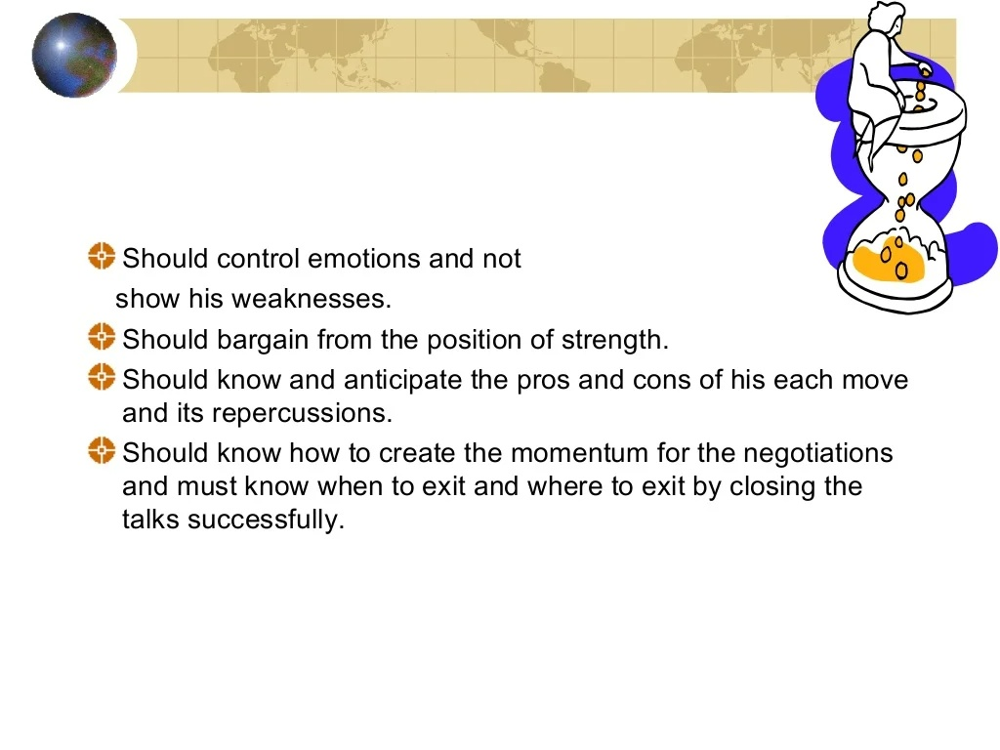 Should control emotions and not
show his weaknesses.
Should bargain from the position of strength.
Should know and anticipate the pros and cons of his each move
and its repercussions.
Should know how to create the momentum for the negotiations
and must know when to exit and where to exit by closing the
talks successfully.